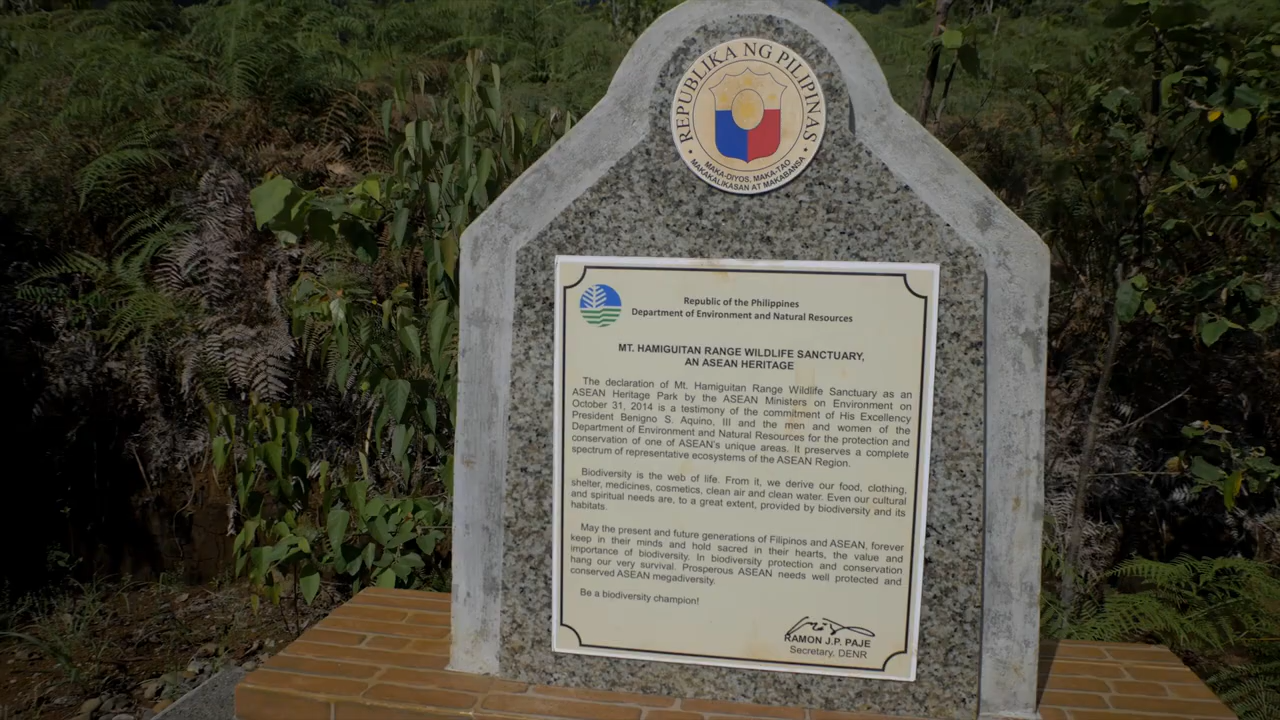 REPUBLIKA NG PILIPINAS
MAKA-DIYOS, MAKA-TAO
MAKAKALIKASAN AT MAKABANSA
Republic of the Philippines
Department of Environment and Natural Resources
MT. HAMIGUITAN RANGE WILDLIFE SANCTUARY,
AN ASEAN HERITAGE
The declaration of Mt. Hamiguitan Range Wildlife Sanctuary as an
ASEAN Heritage Park by the ASEAN Ministers on Environment on
October 31, 2014 is a testimony of the commitment of His Excellency
President Benigno S. Aquino, III and the men and women of the
Department of Environment and Natural Resources for the protection and
conservation of one of ASEAN's unique areas. It preserves a complete
spectrum of representative ecosystems of the ASEAN Region.
Biodiversity is the web of life. From it, we derive our food, clothing,
shelter, medicines, cosmetics, clean air and clean water. Even our cultural
and spiritual needs are, to a great extent, provided by biodiversity and its
habitats.
May the present and future generations of Filipinos and ASEAN, forever
keep in their minds and hold sacred in their hearts, the value and
importance of biodiversity. In biodiversity protection and conservation
hang our very survival. Prosperous ASEAN needs well protected and
conserved ASEAN megadiversity.
Be a biodiversity champion!
RAMON J.P. PAJE
Secretary, DENR